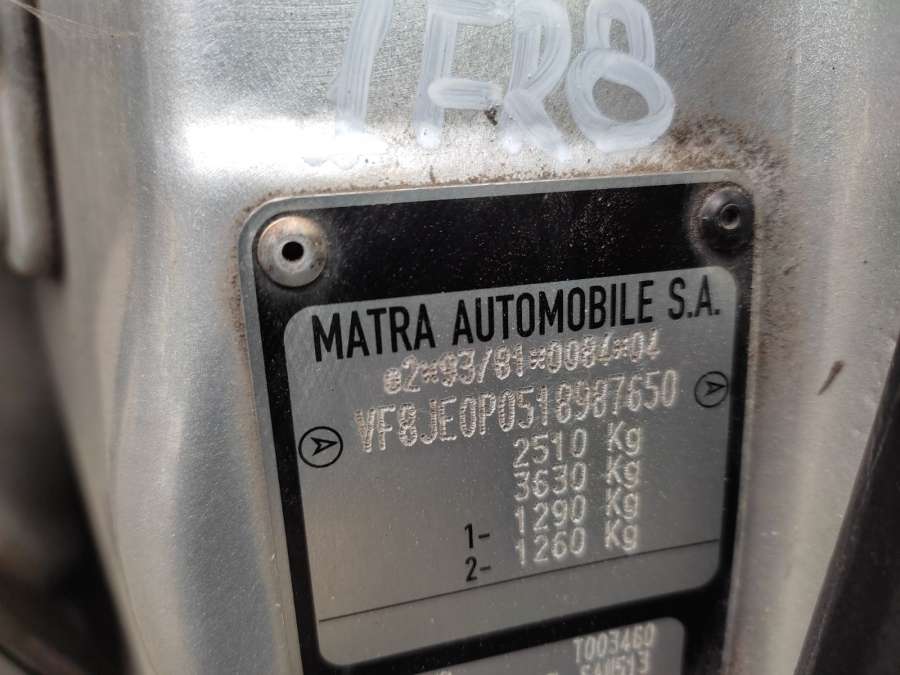 1FR8
MATRA AUTOMOBILE S.A.
e2*93/81*0084*04
VF8JE0P0518987650
2510 Kg
3630 Kg
1- 1290 Kg
2- 1260 Kg
T003460